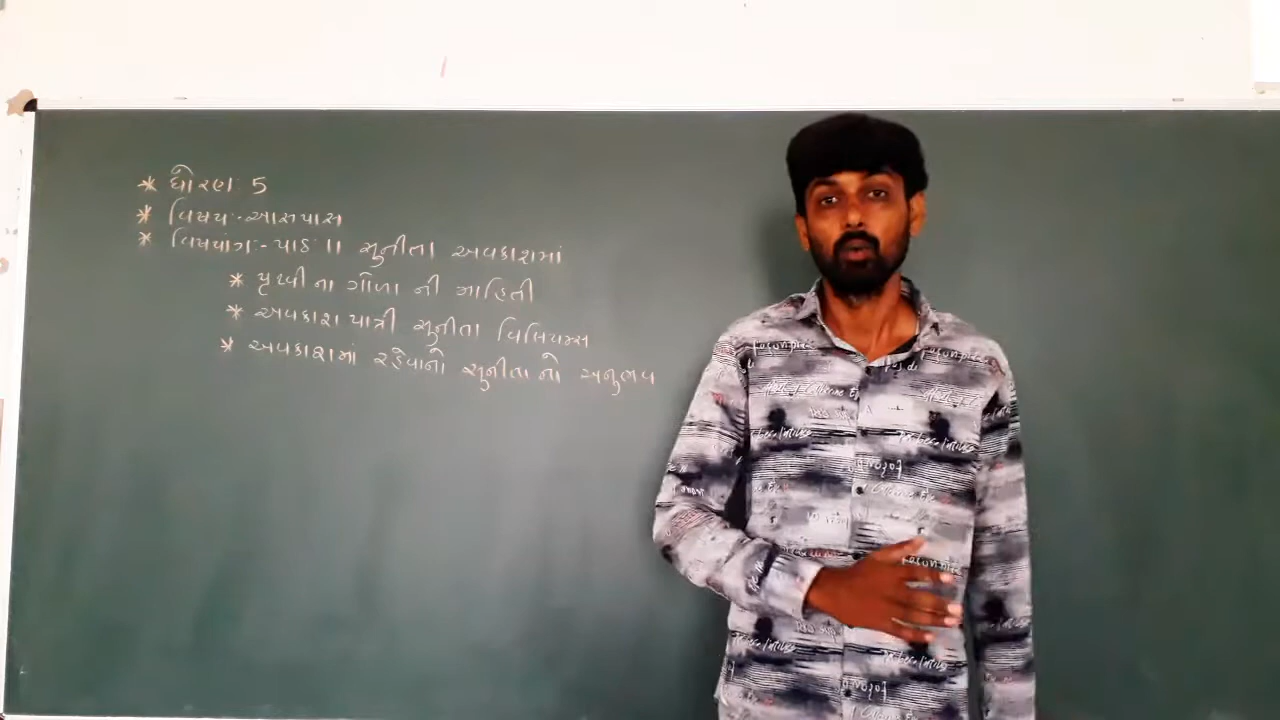 * ધોરણ: 5
* વિષય:- આસપાસ
* વિષયાંગ:- પાઠ: 11 સુનીતા અવકાશમાં
* પૃથ્વીના ગોળા ની માહિતી
* અવકાશ યાત્રી સુનીતા વિલિયમ્સ
* અવકાશમાં રહેવાનો સુનીતા નો અનુભવ